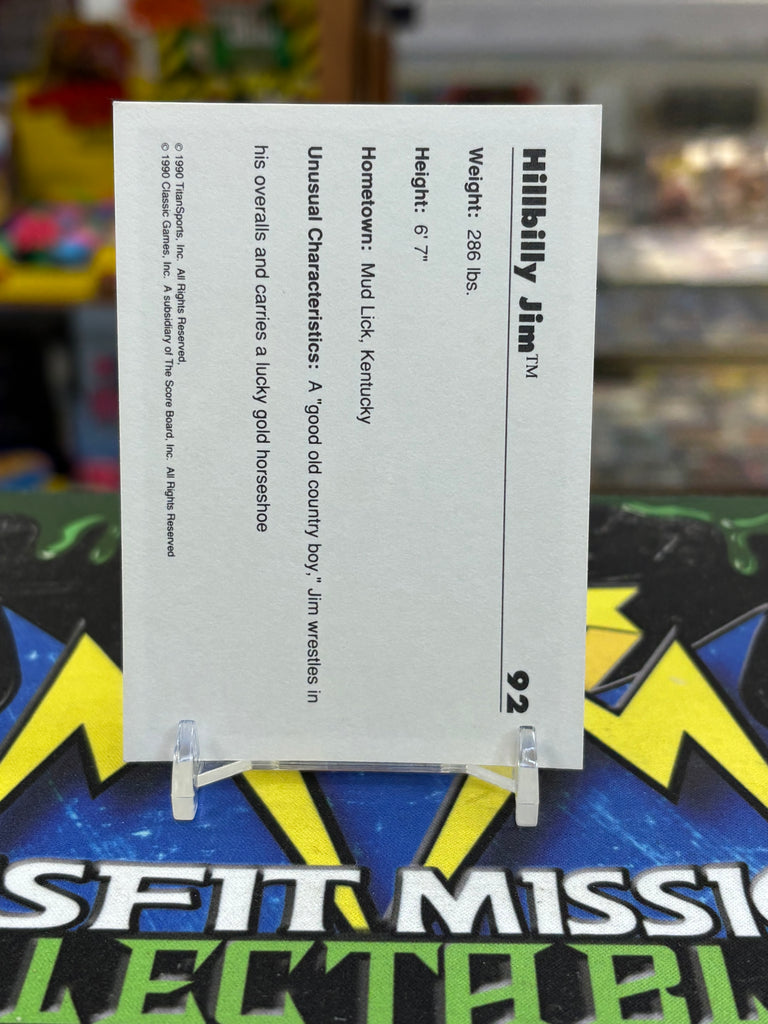 Hillbilly Jim™ 92
Weight: 286 lbs.
Height: 6' 7"
Hometown: Mud Lick, Kentucky
Unusual Characteristics: A "good old country boy," Jim wrestles in
his overalls and carries a lucky gold horseshoe
© 1990 TitanSports, Inc. All Rights Reserved.
© 1990 Classic Games, Inc. A subsidiary of The Score Board, Inc. All Rights Reserved
SFIT MISSIO
LECTABL